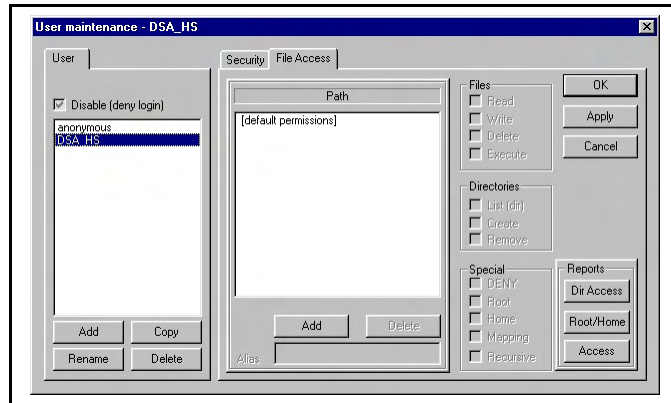 User maintenance - DSA_HS
User
Disable (deny login)
anonymous
DSA_HS
Add
Copy
Rename
Delete
Security
File Access
Path
[default permissions]
Add
Delete
Alias
Files
Read
Write
Delete
Execute
Directories
List (dir)
Create
Remove
Special
DENY
Root
Home
Mapping
Recursive
OK
Apply
Cancel
Reports
Dir Access
Root/Home
Access